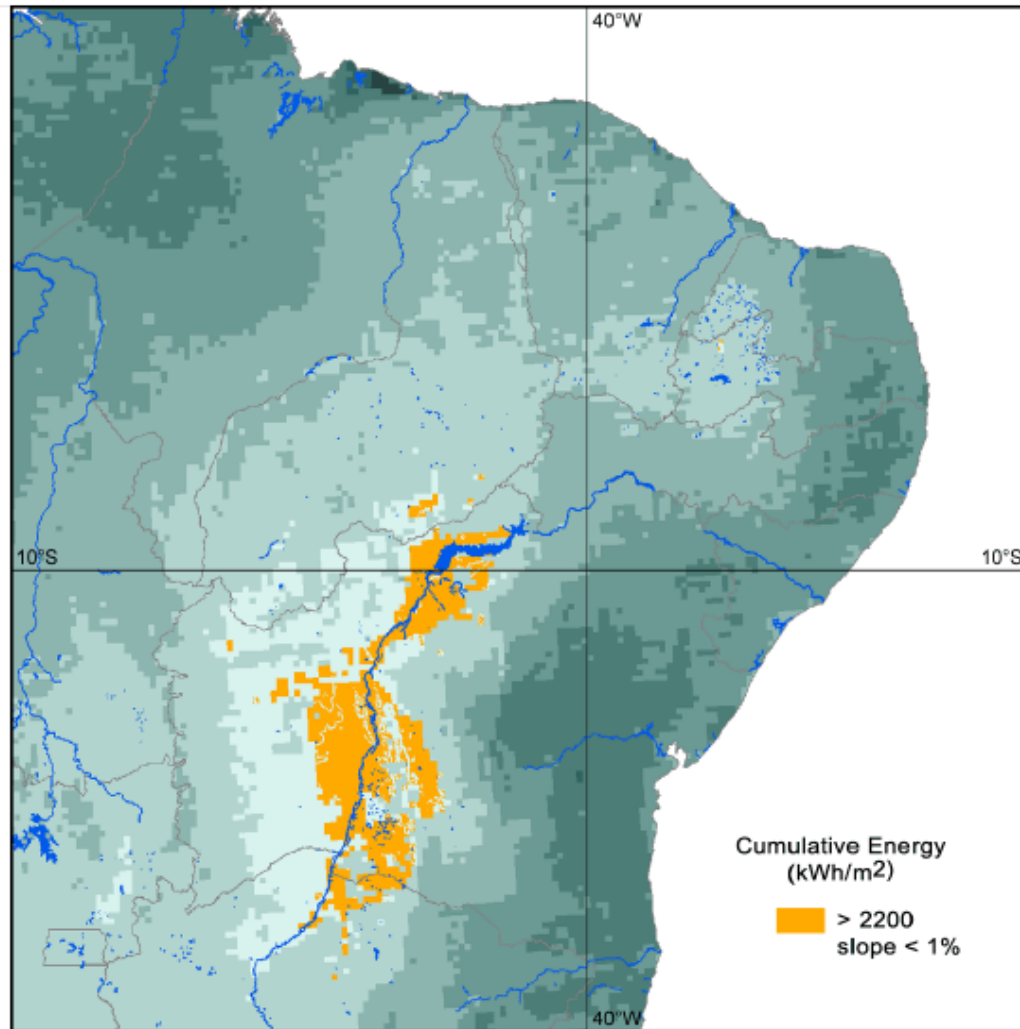 40°W
10°S
10°S
Cumulative Energy
(kWh/m²)
> 2200
slope < 1%
40°W